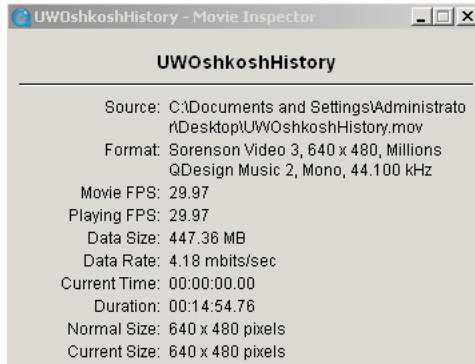 UWOshkoshHistory - Movie Inspector
UWOshkoshHistory
Source: C:\Documents and Settings\Administrato
r\Desktop\UWOshkoshHistory.mov
Format: Sorenson Video 3, 640 x 480, Millions
QDesign Music 2, Mono, 44.100 kHz
Movie FPS: 29.97
Playing FPS: 29.97
Data Size: 447.36 MB
Data Rate: 4.18 mbits/sec
Current Time: 00:00:00.00
Duration: 00:14:54.76
Normal Size: 640 x 480 pixels
Current Size: 640 x 480 pixels